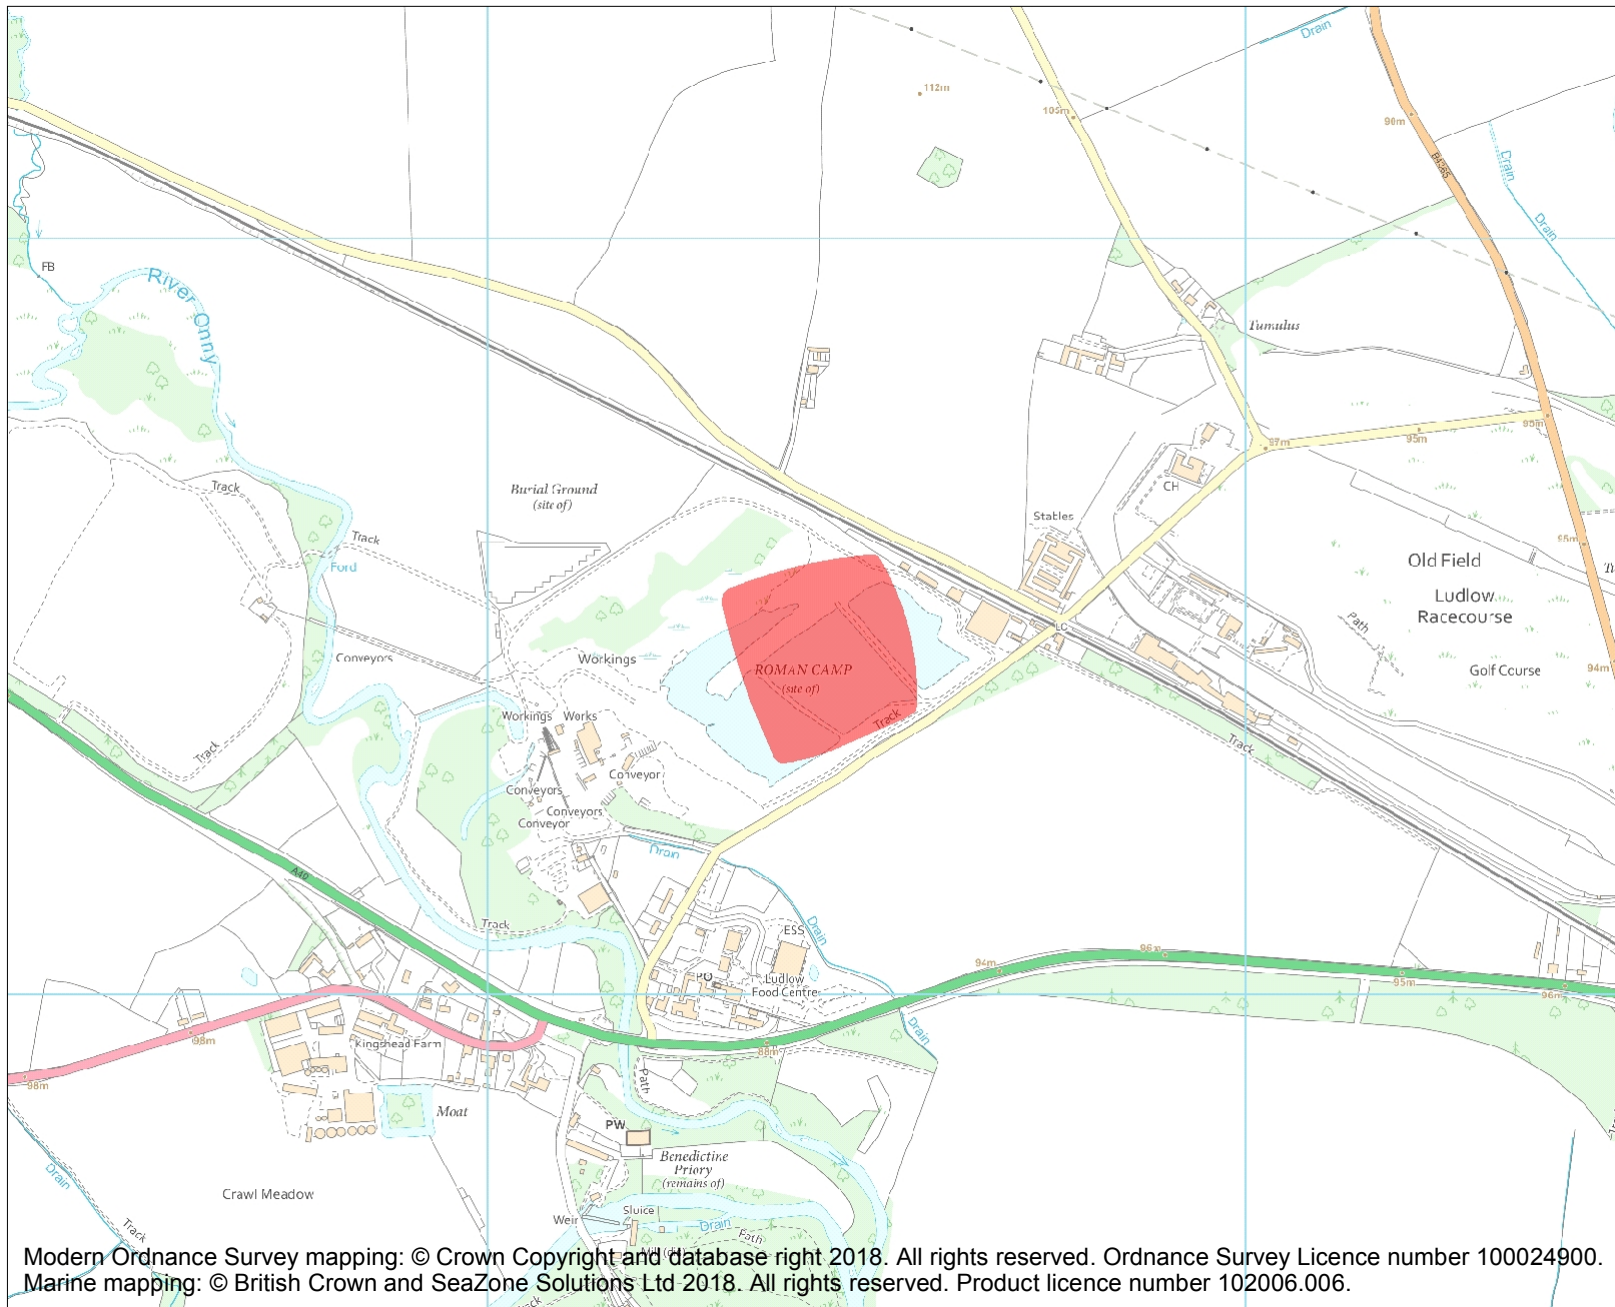 Drain
112m
105m
96m
B4365
Drain
Drain
FB
River Onny
Tumulus
97m
95m
95m
Track
Burial Ground
(site of)
CH
Stables
Track
Ford
95m
Old Field
Ludlow
Racecourse
Path
LC
Conveyors
Workings
ROMAN CAMP
(site of)
Golf Course
94m
Workings
Works
Track
Track
Track
Conveyor
Conveyors
Conveyors
Conveyor
Drain
A49
Track
Drain
ESS
PO
Ludlow
Food Centre
94m
96m
95m
96m
98m
Kingshead Farm
88m
Drain
98m
Path
Moat
PW
Benedictine
Priory
(remains of)
Drain
Crawl Meadow
Weir
Sluice
Drain
Track
Path
Mill (dis)
Track
Modern Ordnance Survey mapping: © Crown Copyright and database right 2018. All rights reserved. Ordnance Survey Licence number 100024900.
Marine mapping: © British Crown and SeaZone Solutions Ltd 2018. All rights reserved. Product licence number 102006.006.